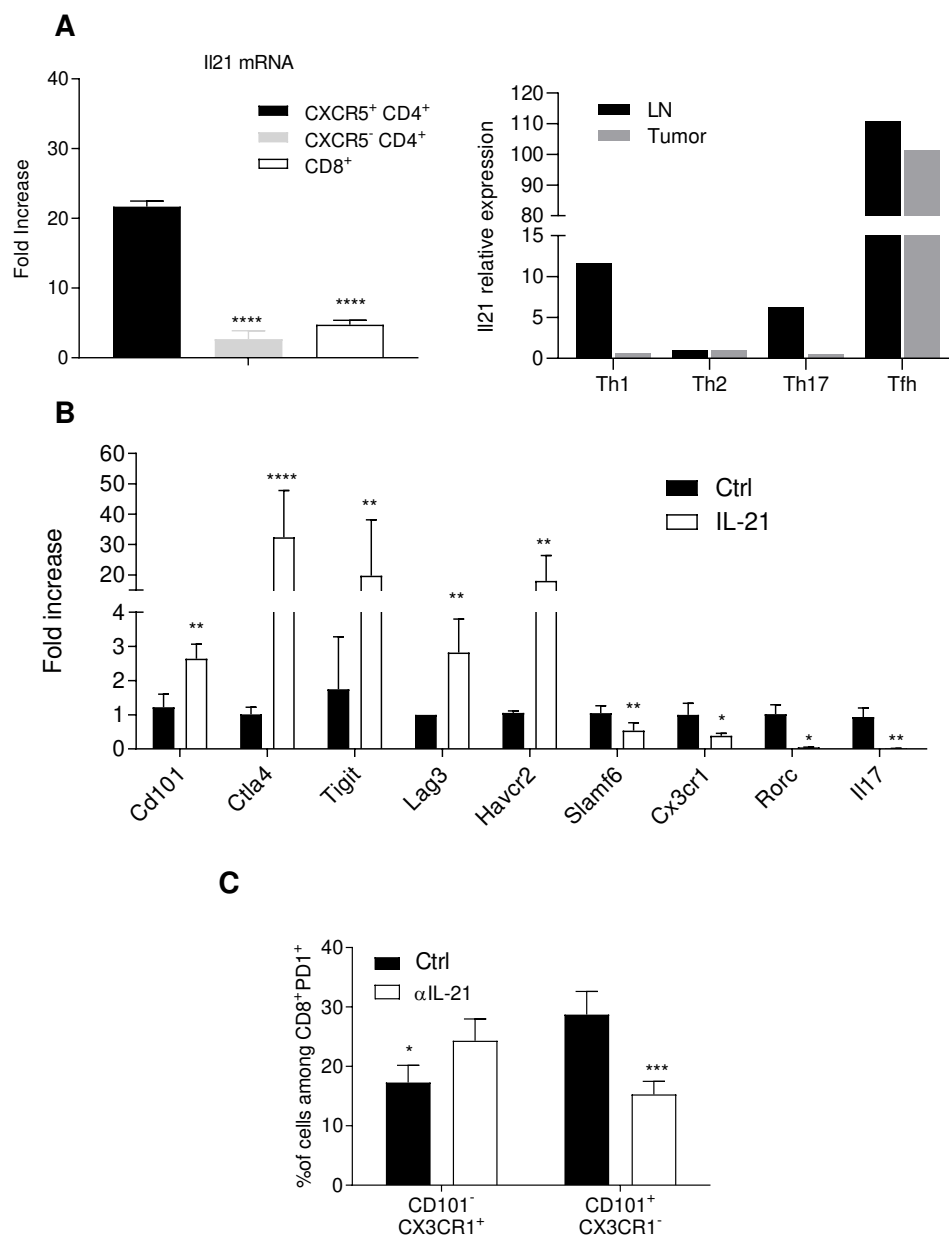 A
Il21 mRNA
Fold Increase
40
30
20
10
0
CXCR5⁺ CD4⁺
CXCR5⁻ CD4⁺
CD8⁺
****
****
Il21 relative expression
120
110
100
90
80
15
10
5
0
LN
Tumor
Th1
Th2
Th17
Tfh
B
Fold increase
60
50
40
30
20
4
3
2
1
0
Ctrl
IL-21
**
****
**
**
**
**
*
*
**
Cd101
Ctla4
Tigit
Lag3
Havcr2
Slamf6
Cx3cr1
Rorc
Il17
C
%of cells among CD8⁺PD1⁺
40
30
20
10
0
Ctrl
αIL-21
*
***
CD101⁻
CX3CR1⁺
CD101⁺
CX3CR1⁻